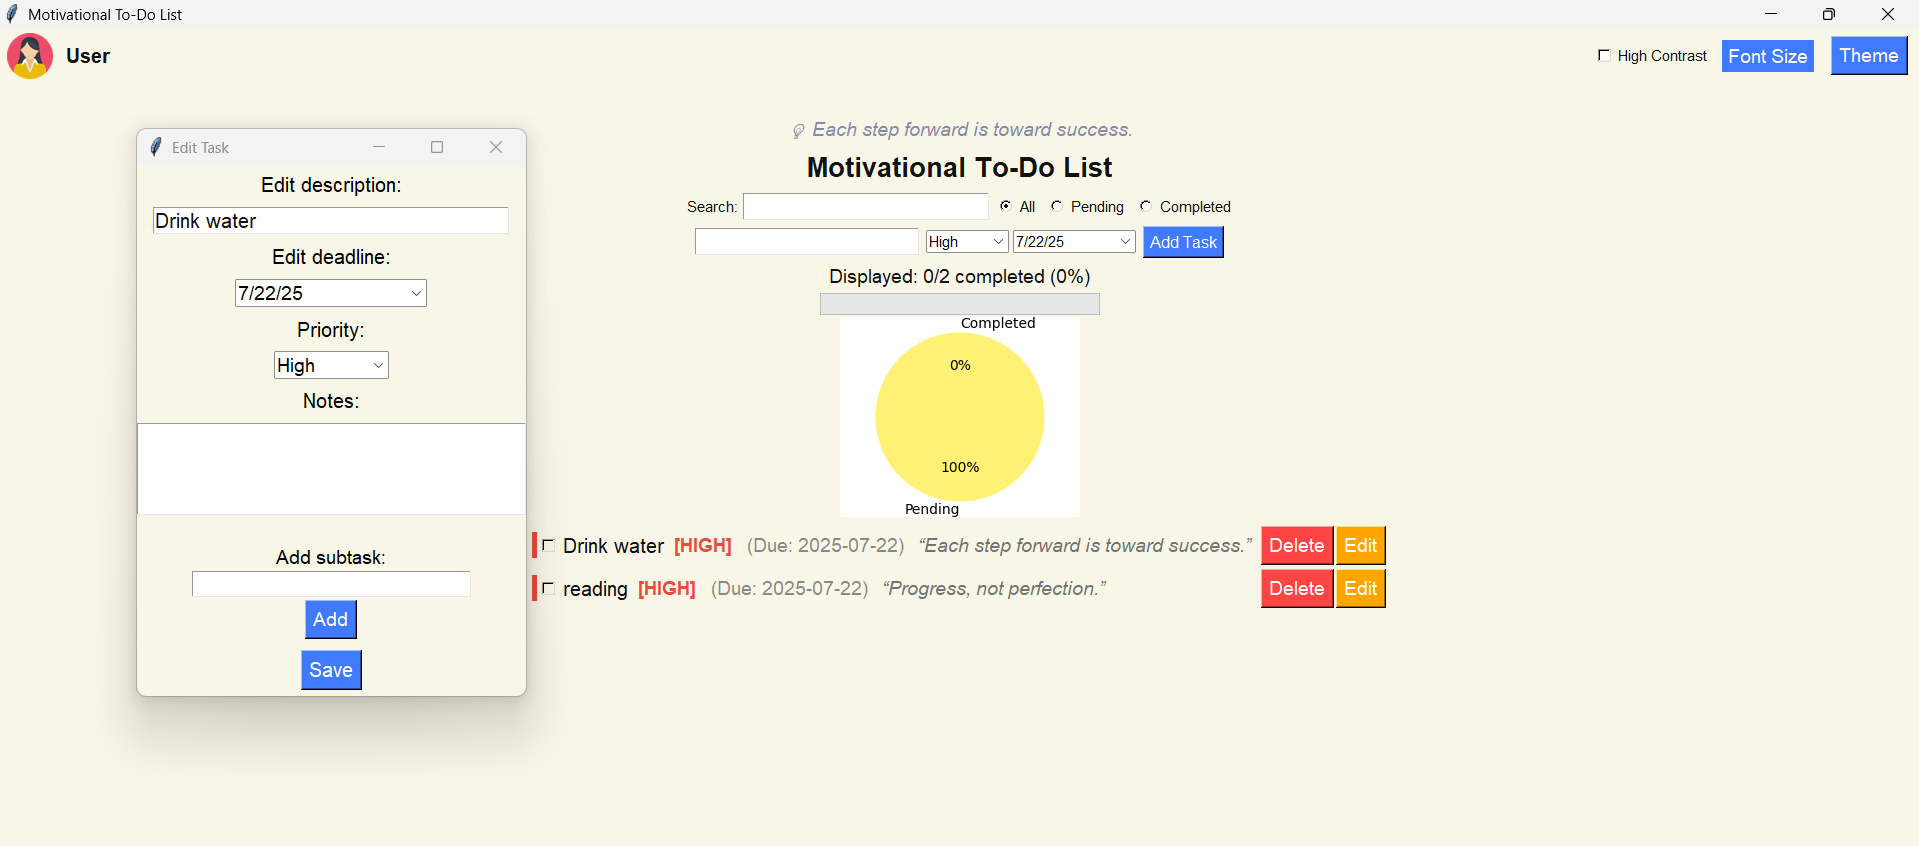 Motivational To-Do List
User
High Contrast Font Size Theme
Each step forward is toward success.
Motivational To-Do List
Search: All Pending Completed
High 7/22/25 Add Task
Displayed: 0/2 completed (0%)
Completed
0%
100%
Pending
Drink water [HIGH] (Due: 2025-07-22) “Each step forward is toward success.” Delete Edit
reading [HIGH] (Due: 2025-07-22) “Progress, not perfection.” Delete Edit
Edit Task
Edit description:
Drink water
Edit deadline:
7/22/25
Priority:
High
Notes:
Add subtask:
Add
Save